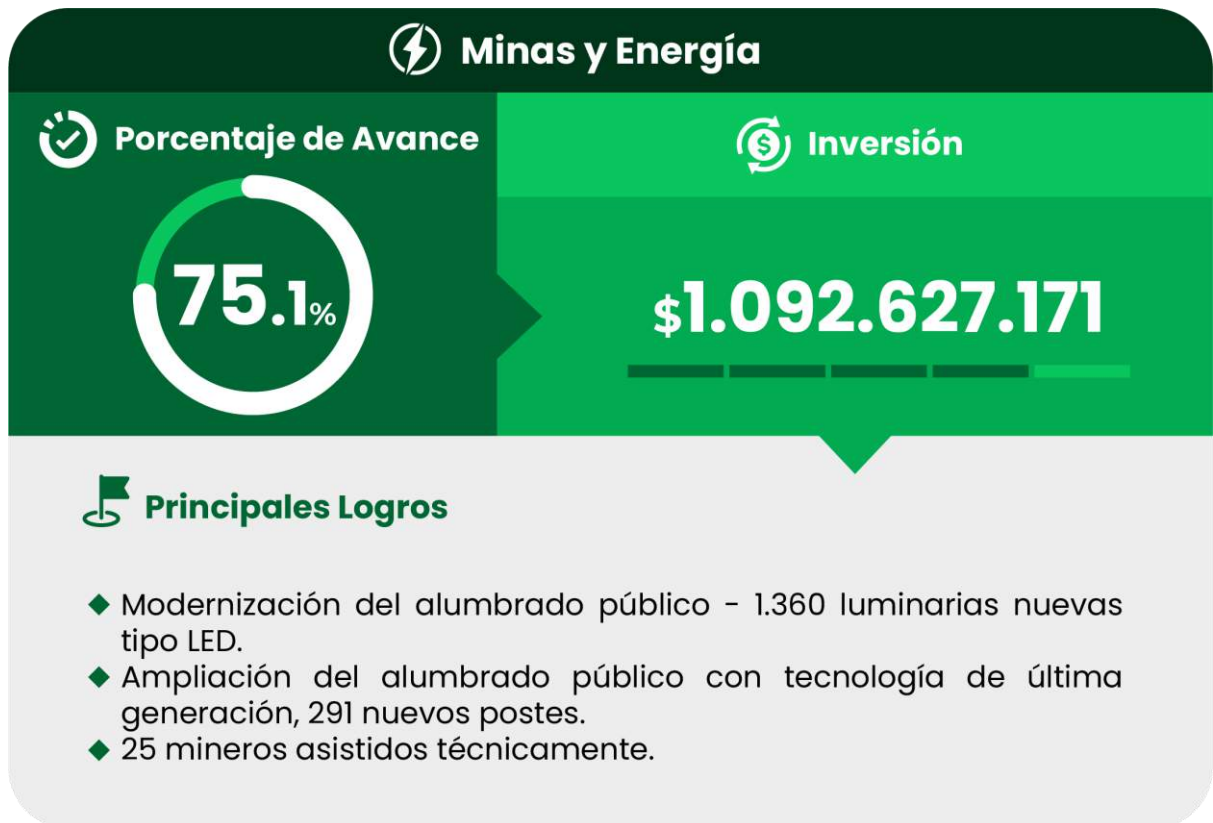 Minas y Energía
Porcentaje de Avance
75.1%
Inversión
$1.092.627.171
Principales Logros
Modernización del alumbrado público - 1.360 luminarias nuevas
tipo LED.
Ampliación del alumbrado público con tecnología de última
generación, 291 nuevos postes.
25 mineros asistidos técnicamente.